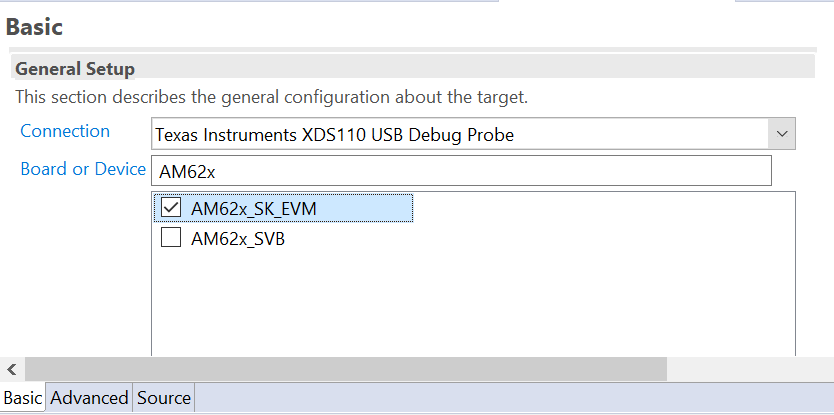 Basic
General Setup
This section describes the general configuration about the target.
Connection Texas Instruments XDS110 USB Debug Probe
Board or Device AM62x
AM62x_SK_EVM
AM62x_SVB
Basic Advanced Source